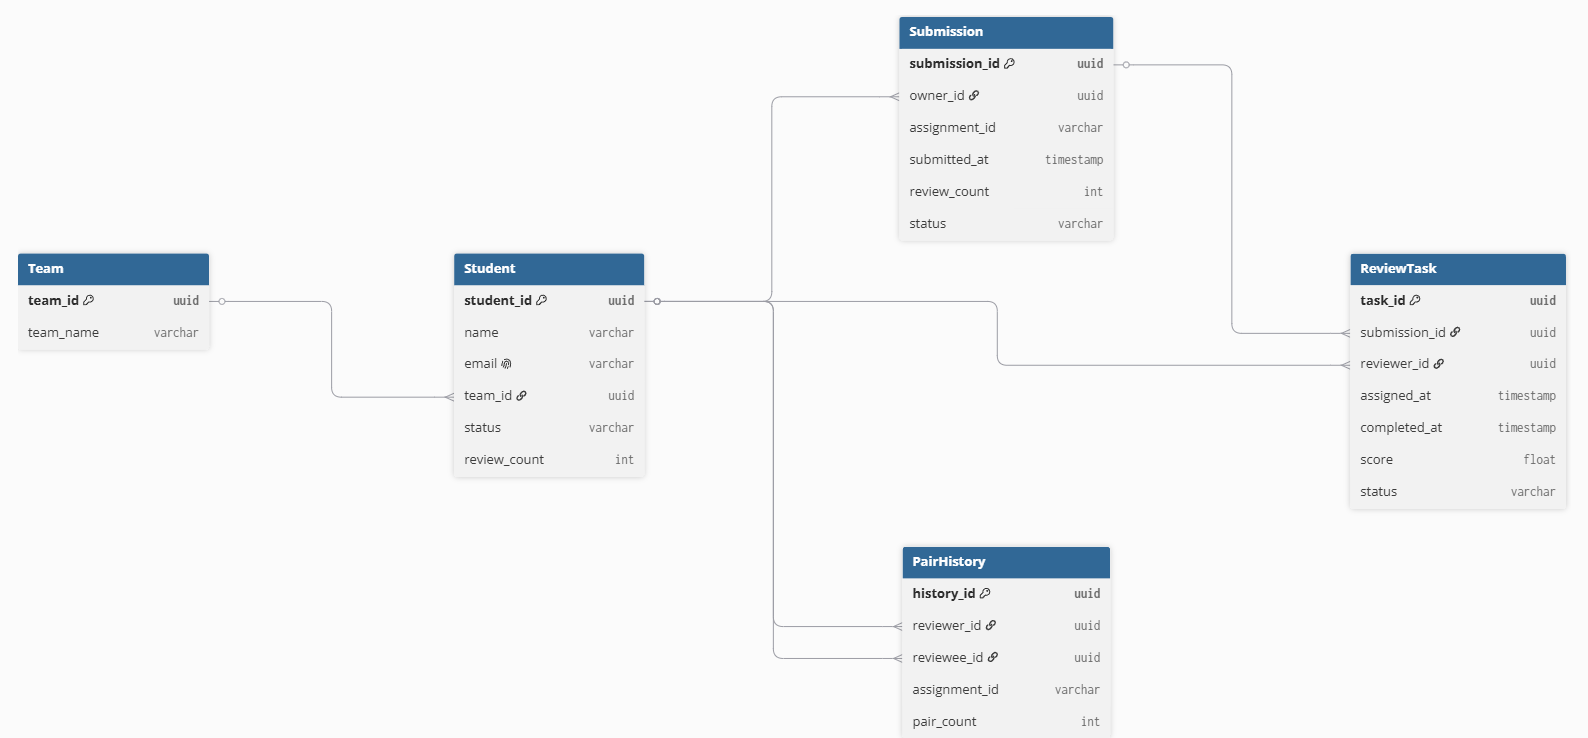 Submission
submission_id uuid
owner_id uuid
assignment_id varchar
submitted_at timestamp
review_count int
status varchar
Team
team_id uuid
team_name varchar
Student
student_id uuid
name varchar
email varchar
team_id uuid
status varchar
review_count int
ReviewTask
task_id uuid
submission_id uuid
reviewer_id uuid
assigned_at timestamp
completed_at timestamp
score float
status varchar
PairHistory
history_id uuid
reviewer_id uuid
reviewee_id uuid
assignment_id varchar
pair_count int